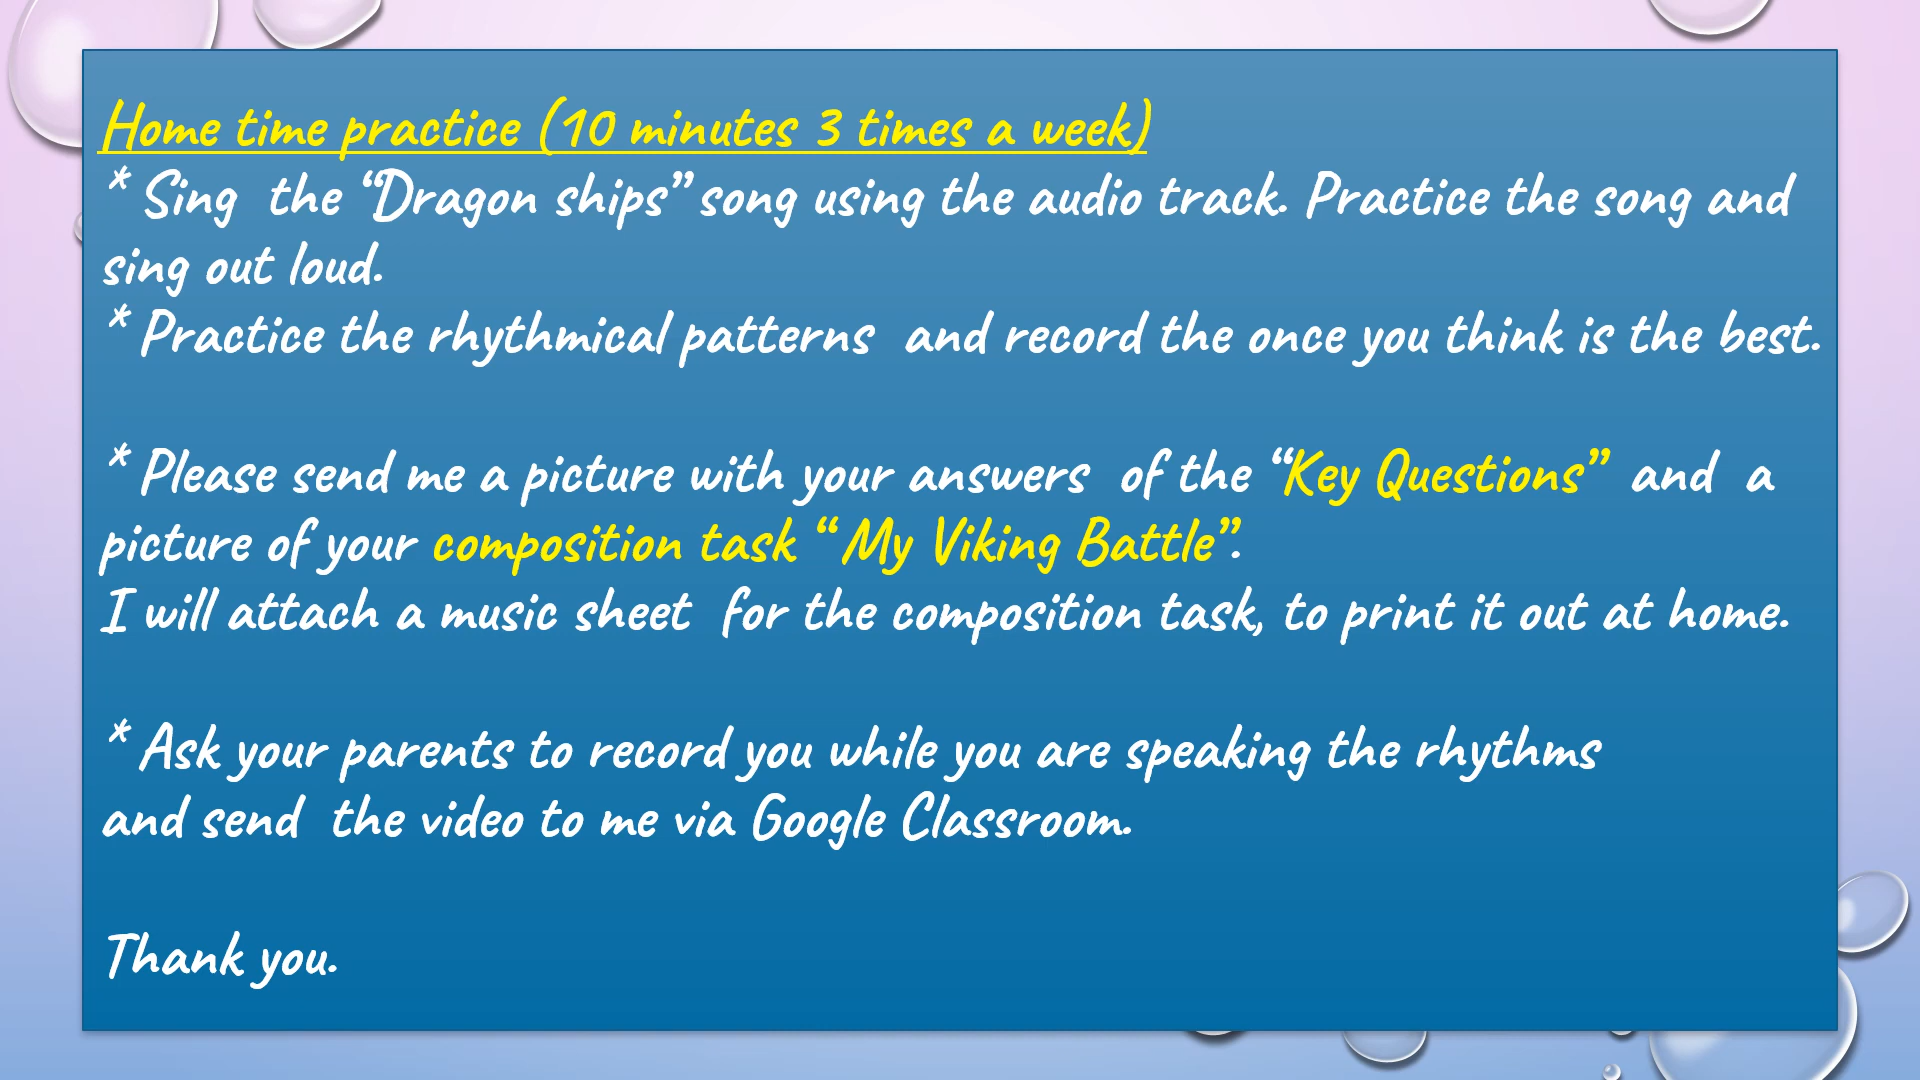 Home time practice (10 minutes 3 times a week)
* Sing the “Dragon ships” song using the audio track. Practice the song and
sing out loud.
* Practice the rhythmical patterns and record the once you think is the best.
* Please send me a picture with your answers of the “Key Questions” and a
picture of your composition task “ My Viking Battle”.
I will attach a music sheet for the composition task, to print it out at home.
* Ask your parents to record you while you are speaking the rhythms
and send the video to me via Google Classroom.
Thank you.